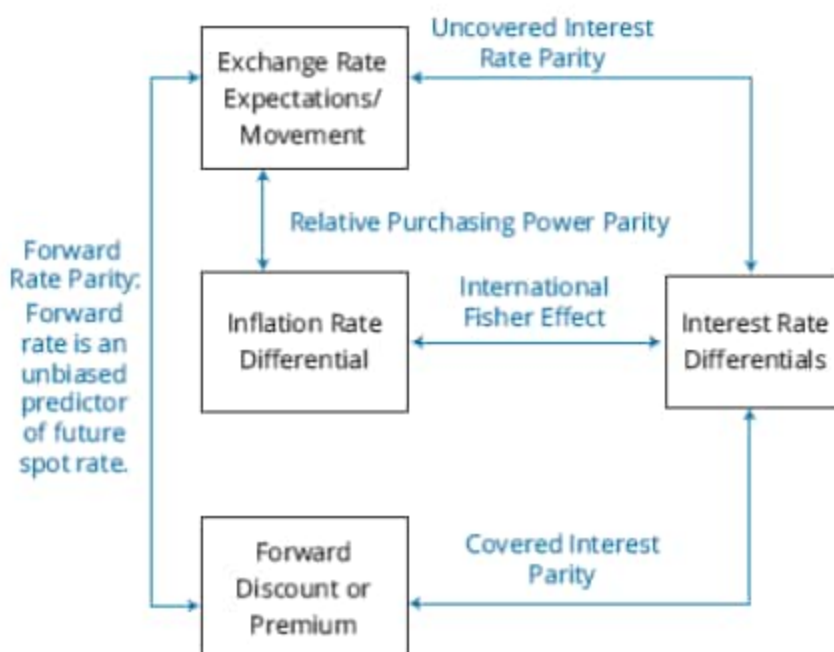 Uncovered Interest
Rate Parity
Exchange Rate
Expectations/
Movement
Relative Purchasing Power Parity
Forward
Rate Parity:
Forward
rate is an
unbiased
predictor
of future
spot rate.
International
Fisher Effect
Inflation Rate
Differential
Interest Rate
Differentials
Covered Interest
Parity
Forward
Discount or
Premium